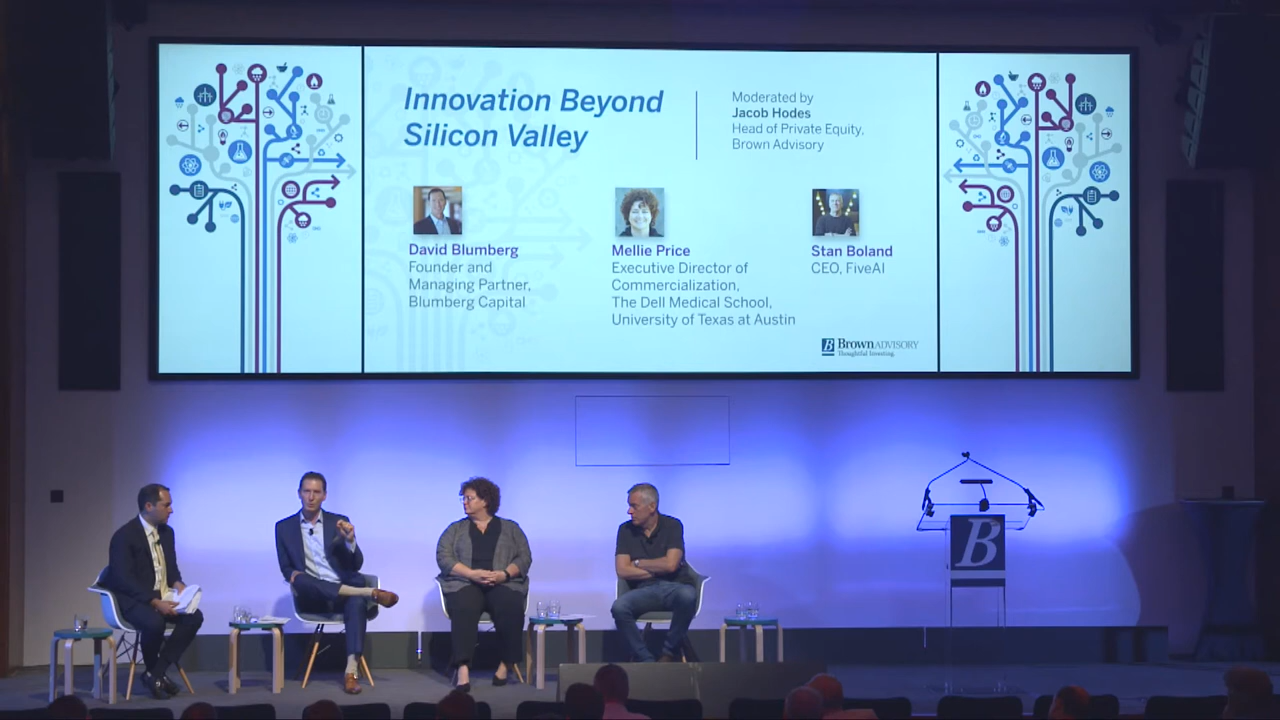 Innovation Beyond
Silicon Valley
Moderated by
Jacob Hodes
Head of Private Equity,
Brown Advisory
David Blumberg
Founder and
Managing Partner,
Blumberg Capital
Mellie Price
Executive Director of
Commercialization,
The Dell Medical School,
University of Texas at Austin
Stan Boland
CEO, FiveAI
B BrownADVISORY
Thoughtful Investing.
B